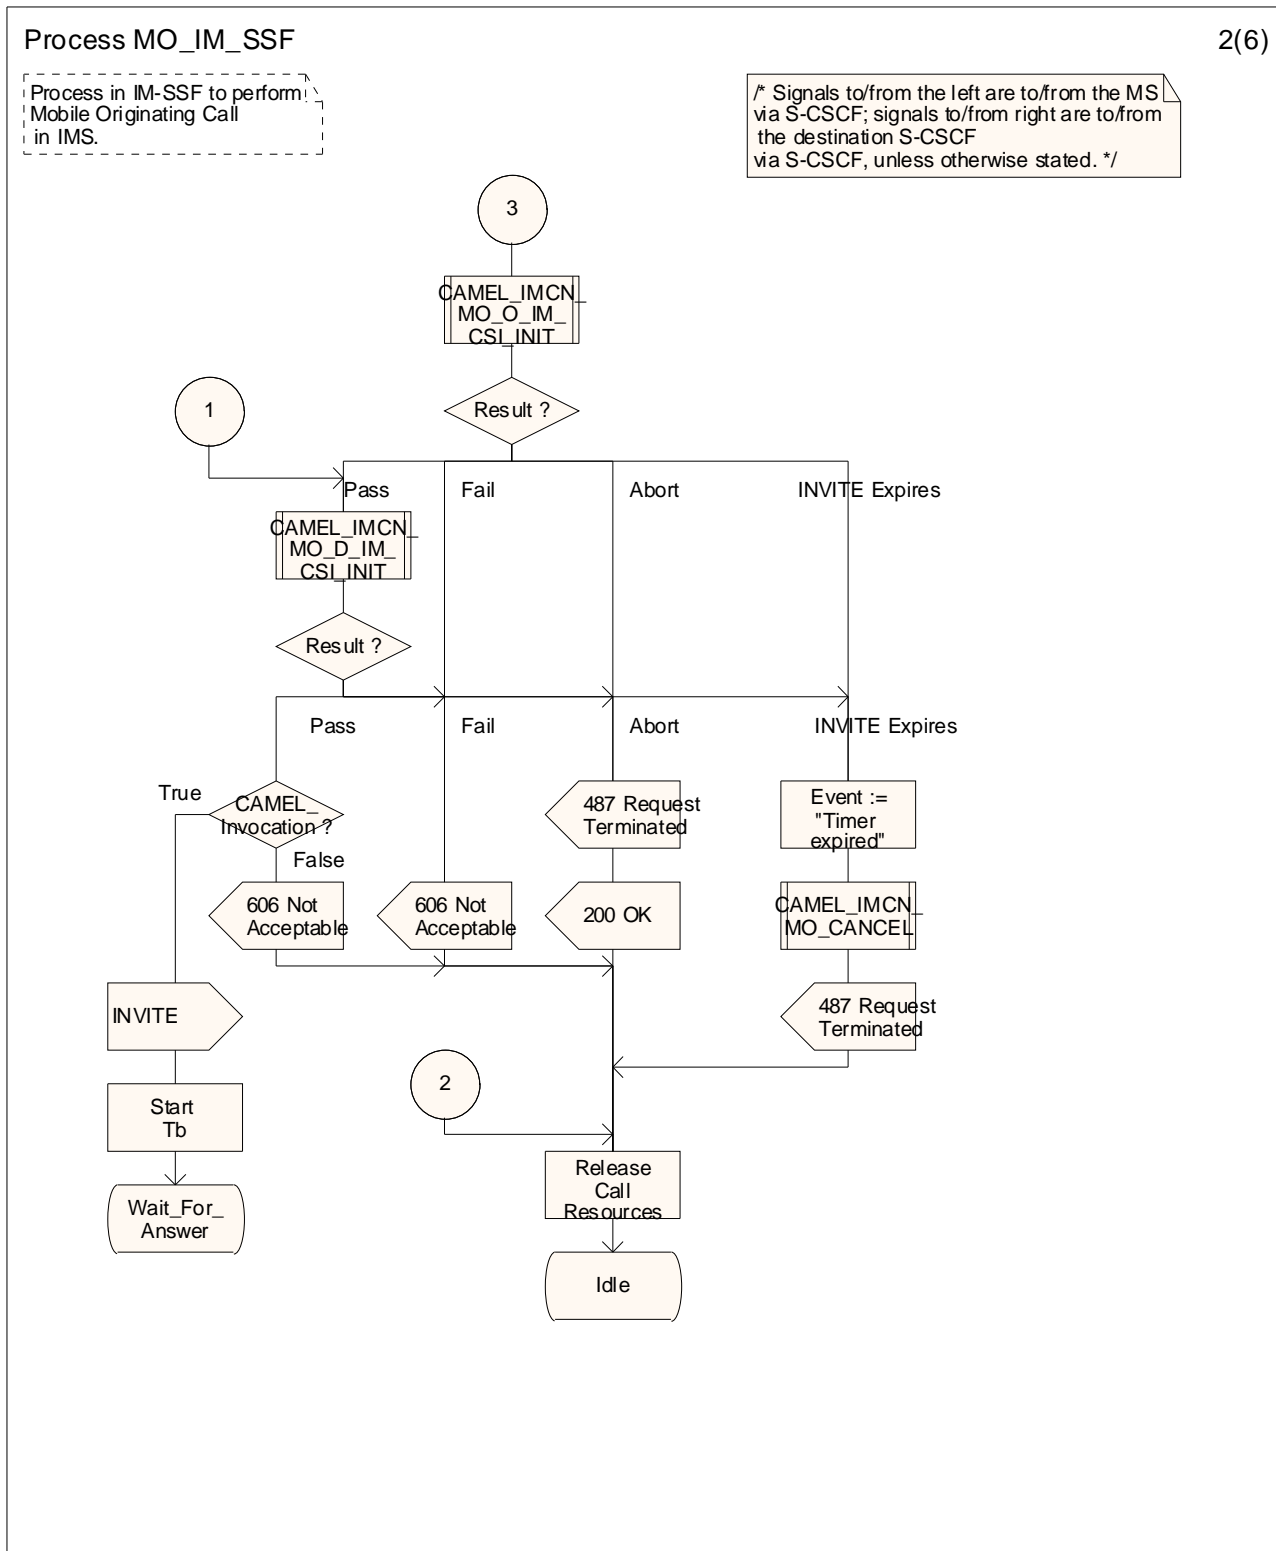 Process MO_IM_SSF
2(6)
Process in IM-SSF to perform
Mobile Originating Call
in IMS.
/* Signals to/from the left are to/from the MS
via S-CSCF; signals to/from right are to/from
the destination S-CSCF
via S-CSCF, unless otherwise stated. */
3
CAMEL_IMCN_
MO_O_IM_
CSI_INIT
1
Result ?
Pass
Fail
Abort
INVITE Expires
CAMEL_IMCN_
MO_D_IM_
CSI_INIT
Result ?
Pass
Fail
Abort
INVITE Expires
True
CAMEL_
Invocation ?
False
487 Request
Terminated
Event :=
"Timer
expired"
606 Not
Acceptable
606 Not
Acceptable
200 OK
CAMEL_IMCN_
MO_CANCEL
INVITE
487 Request
Terminated
2
Start
Tb
Release
Call
Resources
Wait_For_
Answer
Idle